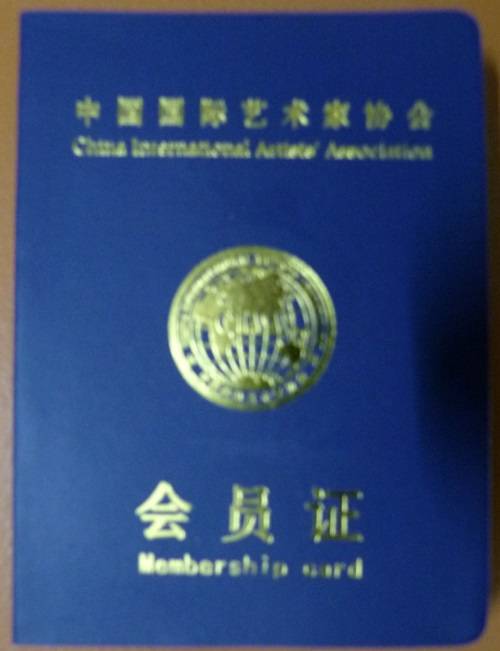 中国国际艺术家协会
China International Artists' Association
会员证
Membership card